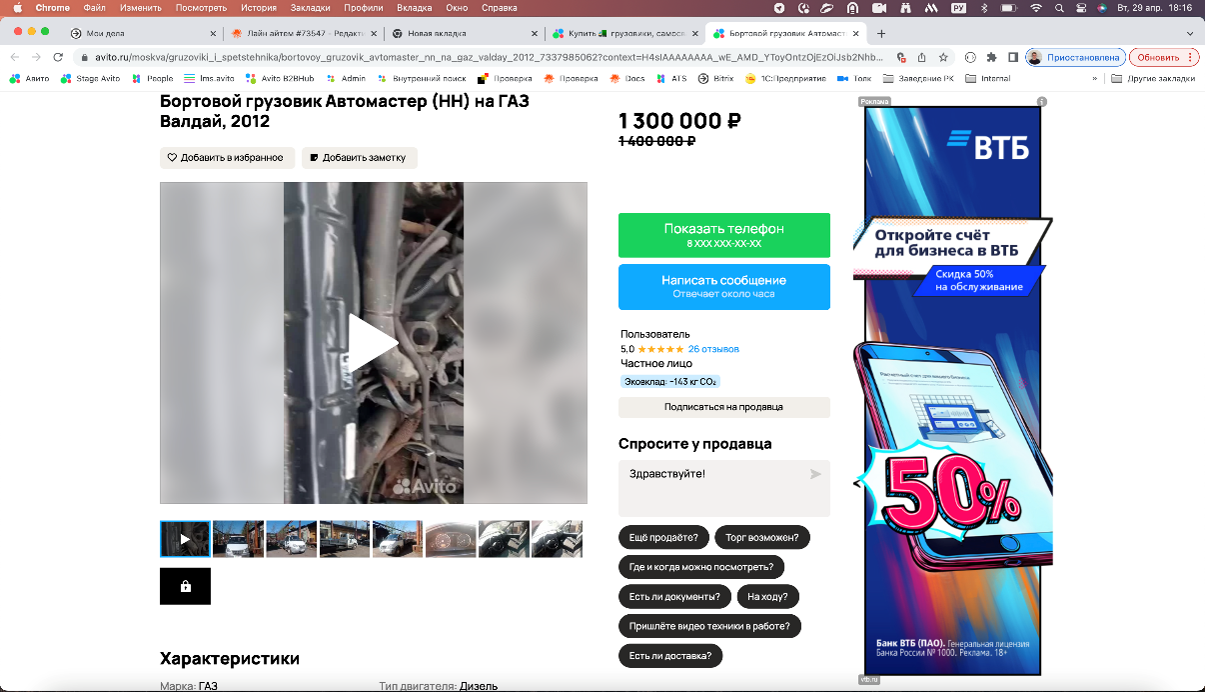 Chrome Файл Изменить Посмотреть История Закладки Профили Вкладка Окно Справка РУ Вт, 29 апр. 18:16
Мои дела
Лайн айтем #73547 - Редакти
Новая вкладка
Купить грузовики, самосв
Бортовой грузовик Автомаст
avito.ru/moskva/gruzoviki_i_spetstehnika/bortovoy_gruzovik_avtomaster_nn_na_gaz_valday_2012_7337985062?context=H4sIAAAAAAAA_wE_AMD_YToyOntzOjEzOiJsb2Nhb...
Приостановлена
Обновить
Авито Stage Avito People lms.avito Avito B2BHub Admin Внутренний поиск Проверка Проверка Docs ATS Bitrix 1С:Предприятие Толк Заведение РК Internal » Другие закладки
Бортовой грузовик Автомастер (НН) на ГАЗ
Валдай, 2012
Добавить в избранное
Добавить заметку
Avito
Характеристики
Марка: ГАЗ
Тип двигателя: Дизель
1 300 000 ₽
1 400 000 ₽
Показать телефон
8 XXX XXX-XX-XX
Написать сообщение
Отвечает около часа
Пользователь
5,0 26 отзывов
Частное лицо
Эковклад: −143 кг CO₂
Подписаться на продавца
Спросите у продавца
Здравствуйте!
Ещё продаёте?
Торг возможен?
Где и когда можно посмотреть?
Есть ли документы?
На ходу?
Пришлёте видео техники в работе?
Есть ли доставка?
Реклама
ВТБ
Откройте счёт
для бизнеса в ВТБ
Скидка 50%
на обслуживание
50%
Банк ВТБ (ПАО). Генеральная лицензия
Банка России № 1000. Реклама. 18+
vtb.ru